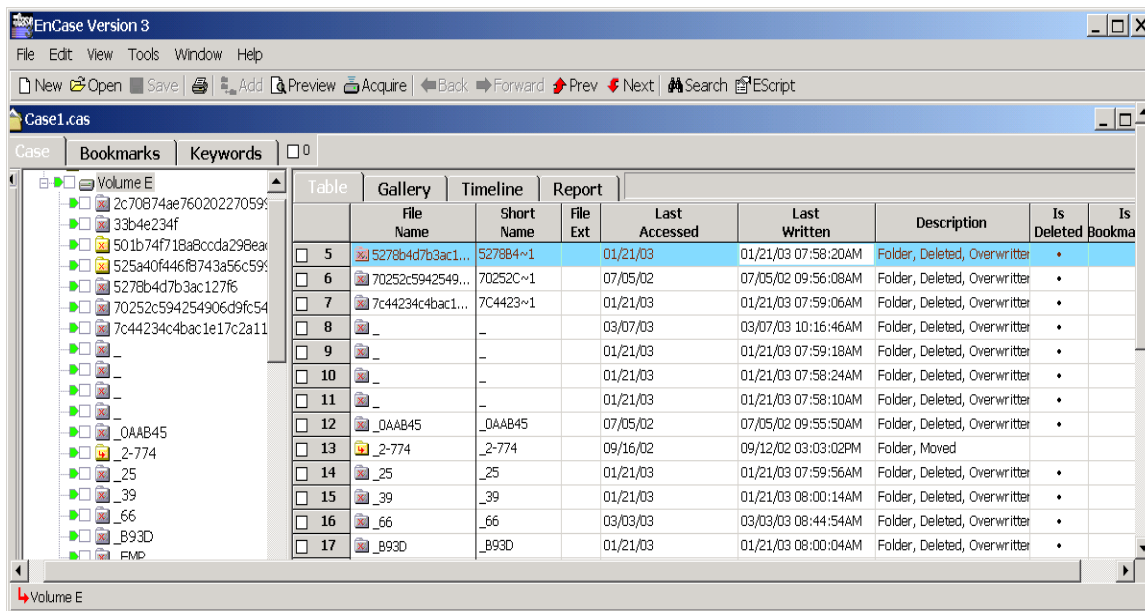 EnCase Version 3
File Edit View Tools Window Help
New Open Save Add Preview Acquire Back Forward Prev Next Search EScript
Case1.cas
Case Bookmarks Keywords 0
Volume E
2c70874ae76020227059
33b4e234f
501b74f718a8ccda298ea
525a40f446f8743a56c59
5278b4d7b3ac127f6
70252c594254906d9fc54
7c44234c4bac1e17c2a11
_
_
_
_
_0AAB45
_2-774
_25
_39
_66
_B93D
_EMP
Table Gallery Timeline Report
File Name Short Name File Ext Last Accessed Last Written Description Is Deleted Is Bookma
5 5278b4d7b3ac1... 5278B4~1 01/21/03 01/21/03 07:58:20AM Folder, Deleted, Overwritter •
6 70252c5942549... 70252C~1 07/05/02 07/05/02 09:56:08AM Folder, Deleted, Overwritter •
7 7c44234c4bac1... 7C4423~1 01/21/03 01/21/03 07:59:06AM Folder, Deleted, Overwritter •
8 _ _ 03/07/03 03/07/03 10:16:46AM Folder, Deleted, Overwritter •
9 _ _ 01/21/03 01/21/03 07:59:18AM Folder, Deleted, Overwritter •
10 _ _ 01/21/03 01/21/03 07:58:24AM Folder, Deleted, Overwritter •
11 _ _ 01/21/03 01/21/03 07:58:10AM Folder, Deleted, Overwritter •
12 _0AAB45 _0AAB45 07/05/02 07/05/02 09:55:50AM Folder, Deleted, Overwritter •
13 _2-774 _2-774 09/16/02 09/12/02 03:03:02PM Folder, Moved
14 _25 _25 01/21/03 01/21/03 07:59:56AM Folder, Deleted, Overwritter •
15 _39 _39 01/21/03 01/21/03 08:00:14AM Folder, Deleted, Overwritter •
16 _66 _66 03/03/03 03/03/03 08:44:54AM Folder, Deleted, Overwritter •
17 _B93D _B93D 01/21/03 01/21/03 08:00:04AM Folder, Deleted, Overwritter •
Volume E